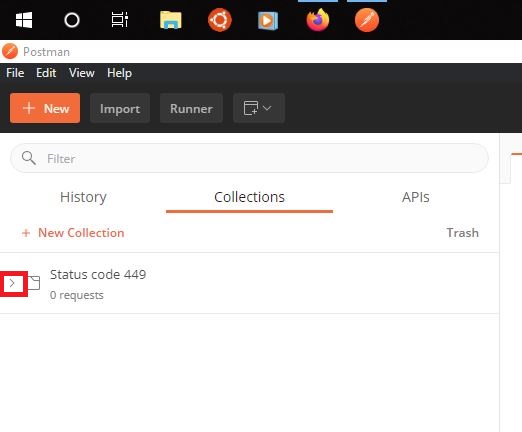 Postman
File Edit View Help
+ New Import Runner
Filter
History Collections APIs
+ New Collection Trash
Status code 449
0 requests